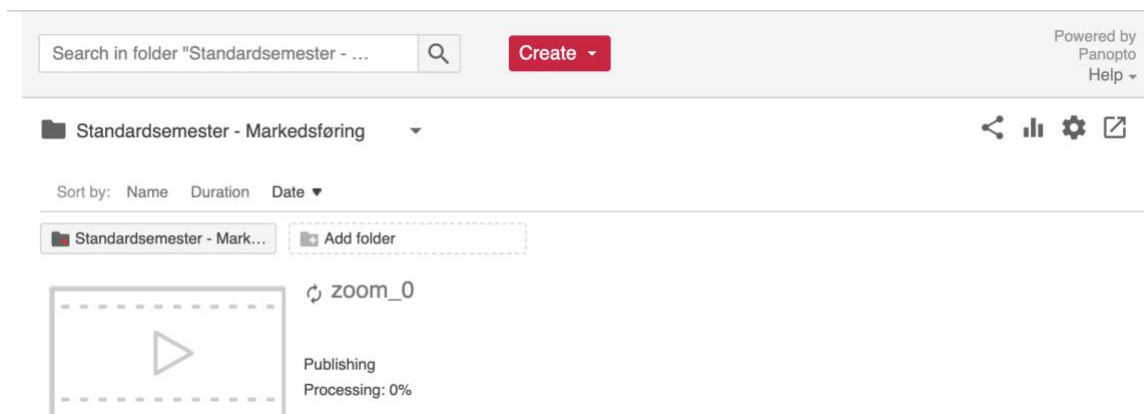 Search in folder "Standardsemester - ...
Create
Powered by
Panopto
Help
Standardsemester - Markedsføring
Sort by: Name Duration Date
Standardsemester - Mark...
Add folder
zoom_0
Publishing
Processing: 0%